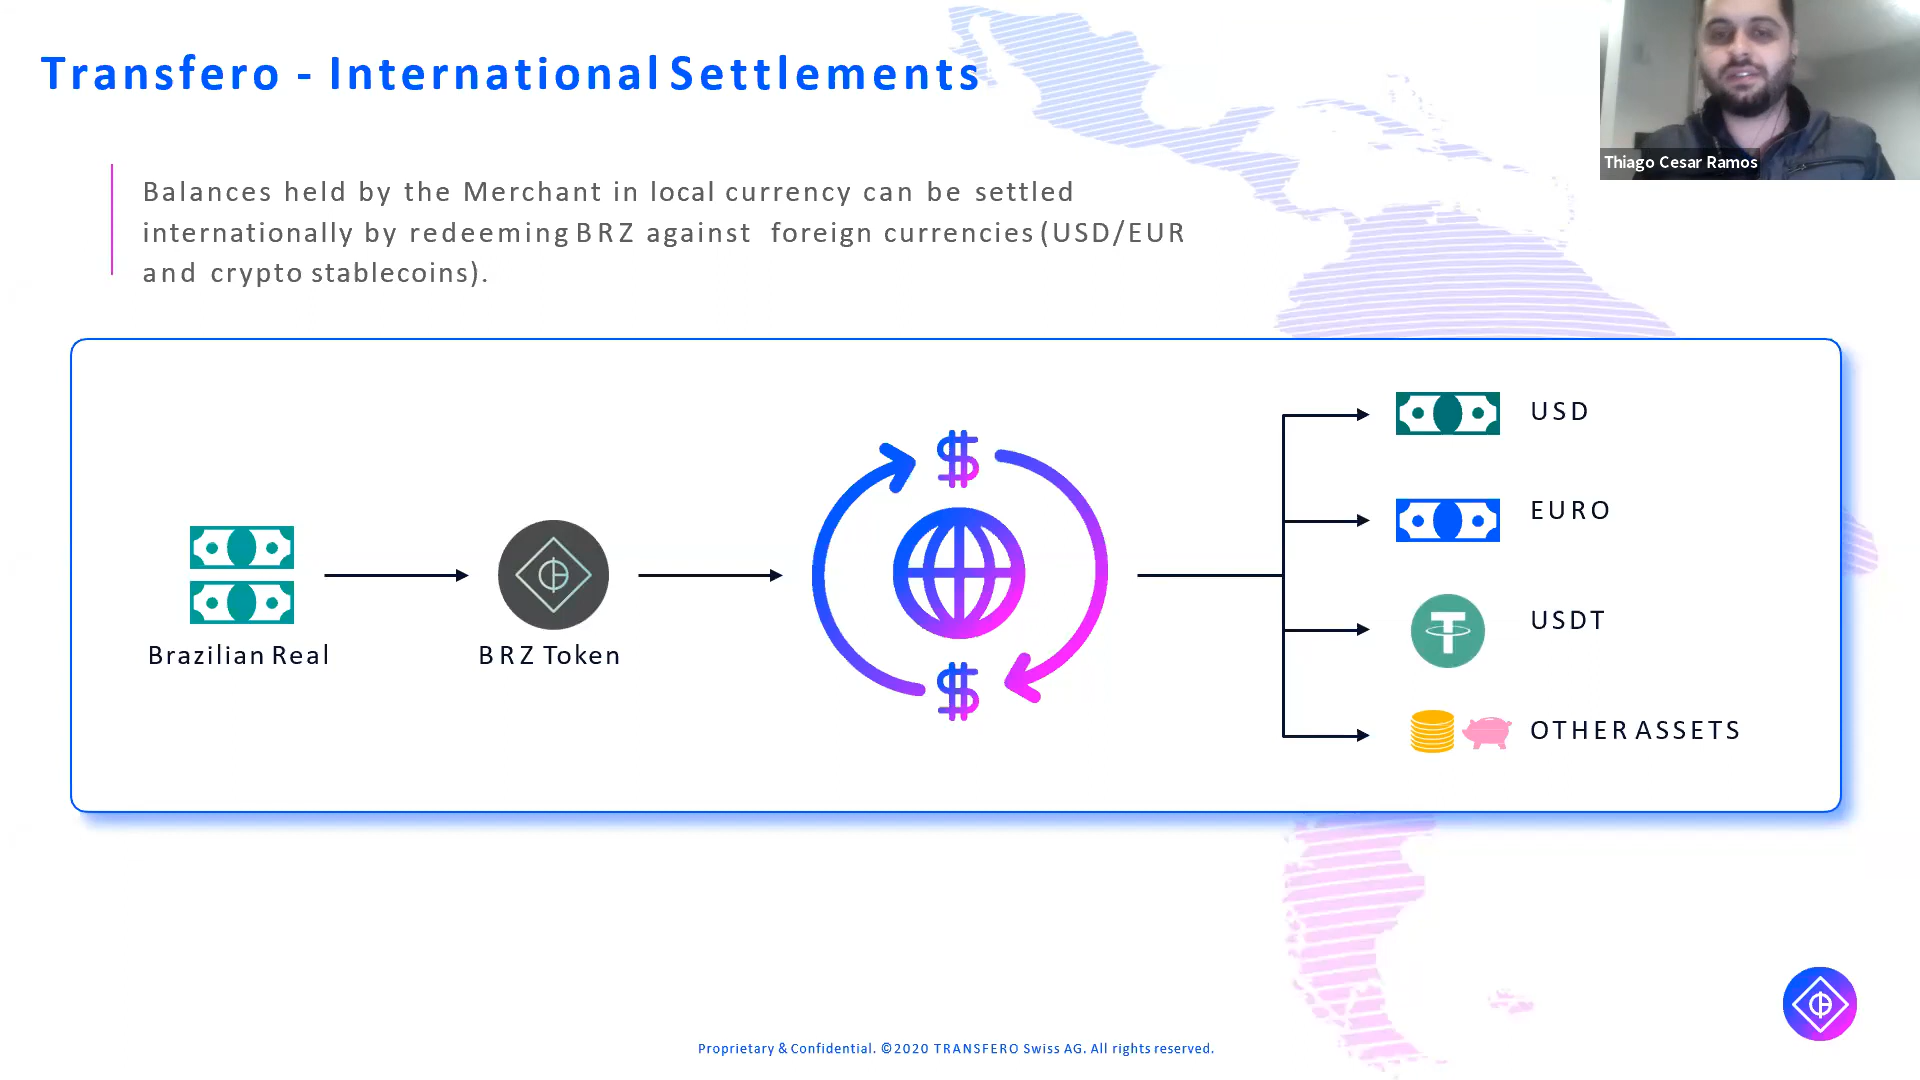 Transfero - International Settlements
Thiago Cesar Ramos
Balances held by the Merchant in local currency can be settled
internationally by redeeming BRZ against foreign currencies (USD/EUR
and crypto stablecoins).
USD
EURO
USDT
OTHER ASSETS
Brazilian Real
BRZ Token
Proprietary & Confidential. ©2020 TRANSFERO Swiss AG. All rights reserved.